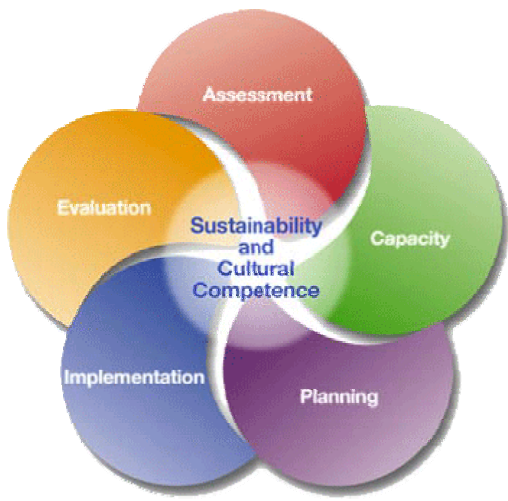 Assessment
Evaluation
Sustainability
and
Cultural
Competence
Capacity
Implementation
Planning